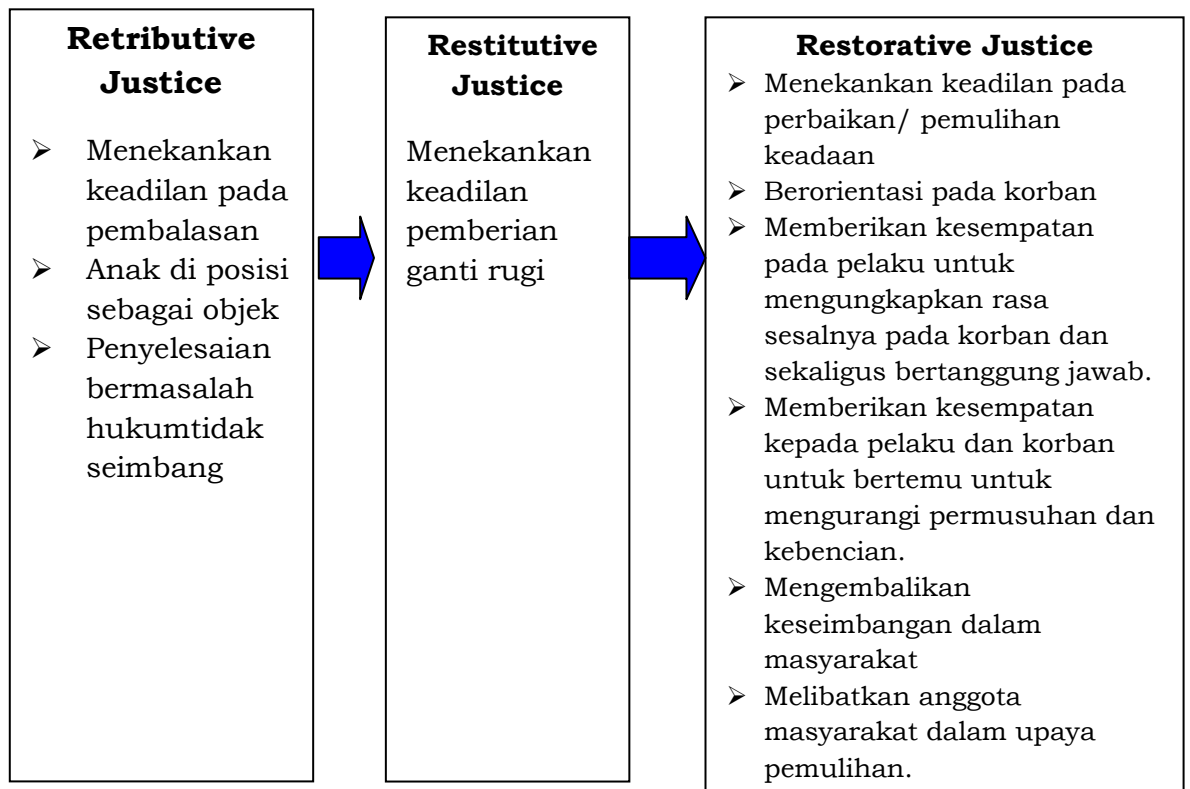 Retributive
Justice
➢ Menekankan
keadilan pada
pembalasan
➢ Anak di posisi
sebagai objek
➢ Penyelesaian
bermasalah
hukumtidak
seimbang
Restitutive
Justice
Menekankan
keadilan
pemberian
ganti rugi
Restorative Justice
➢ Menekankan keadilan pada
perbaikan/ pemulihan
keadaan
➢ Berorientasi pada korban
➢ Memberikan kesempatan
pada pelaku untuk
mengungkapkan rasa
sesalnya pada korban dan
sekaligus bertanggung jawab.
➢ Memberikan kesempatan
kepada pelaku dan korban
untuk bertemu untuk
mengurangi permusuhan dan
kebencian.
➢ Mengembalikan
keseimbangan dalam
masyarakat
➢ Melibatkan anggota
masyarakat dalam upaya
pemulihan.